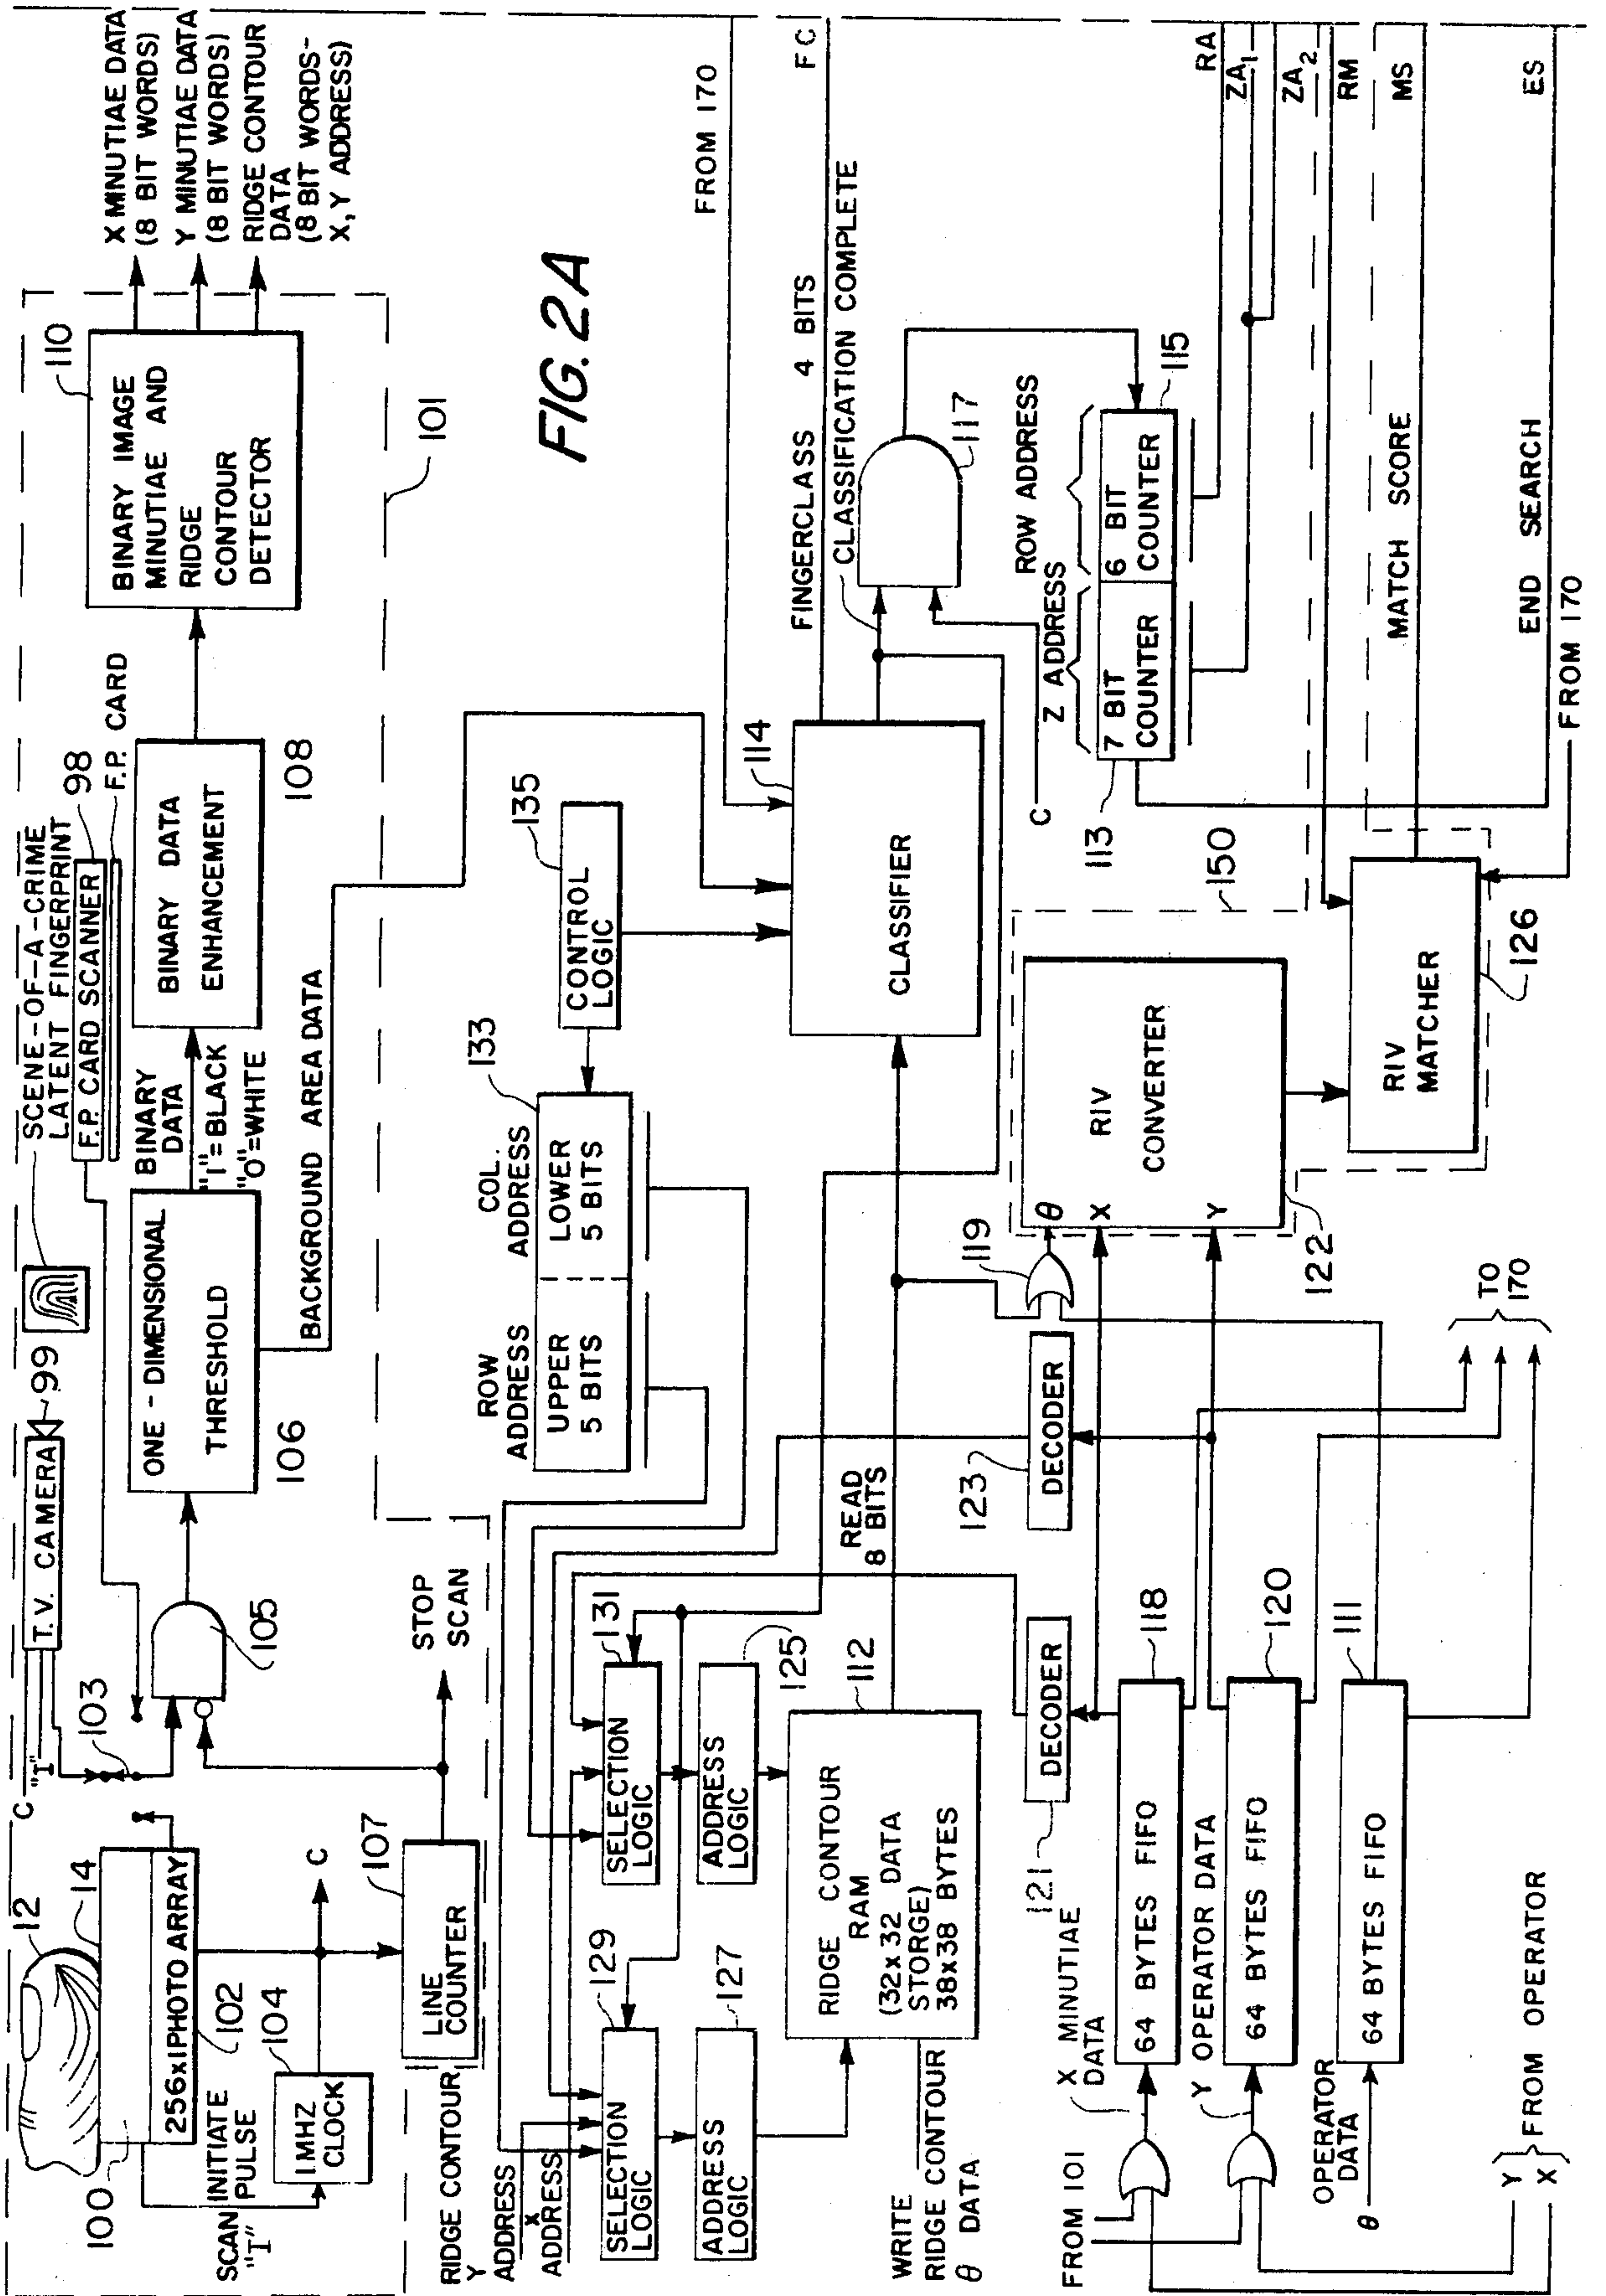 FIG. 2A
12
14
100
256x1PHOTO ARRAY
102
SCAN INITIATE
"I" PULSE
104
1 MHZ
CLOCK
C
107
LINE
COUNTER
STOP
SCAN
C
"I"
T. V. CAMERA
99
103
105
SCENE-OF-A-CRIME
LATENT FINGERPRINT
98
F.P. CARD SCANNER
F.P. CARD
ONE-DIMENSIONAL
THRESHOLD
106
BINARY
DATA
"1"=BLACK
"0"=WHITE
BACKGROUND AREA DATA
BINARY DATA
ENHANCEMENT
108
110
BINARY IMAGE
MINUTIAE AND
RIDGE
CONTOUR
DETECTOR
101
X MINUTIAE DATA
(8 BIT WORDS)
Y MINUTIAE DATA
(8 BIT WORDS)
RIDGE CONTOUR
DATA
(8 BIT WORDS-
X, Y ADDRESS)
RIDGE CONTOUR
Y
ADDRESS
X
ADDRESS
129
SELECTION
LOGIC
127
ADDRESS
LOGIC
131
SELECTION
LOGIC
125
ADDRESS
LOGIC
ROW
ADDRESS
COL.
ADDRESS
133
UPPER
5 BITS
LOWER
5 BITS
135
CONTROL
LOGIC
WRITE
RIDGE CONTOUR
θ DATA
112
RIDGE CONTOUR
RAM
(32x32 DATA
STORGE)
38x38 BYTES
READ
8 BITS
114
CLASSIFIER
FROM 170
FINGERCLASS 4 BITS
FC
CLASSIFICATION COMPLETE
117
C
Z ADDRESS
ROW ADDRESS
113
7 BIT
COUNTER
6 BIT
COUNTER
115
RA
ZA1
ZA2
RM
MS
ES
121
DECODER
123
DECODER
119
θ
X
Y
RIV
CONVERTER
122
150
RIV
MATCHER
126
MATCH SCORE
END SEARCH
FROM 170
FROM 101
X MINUTIAE
DATA
118
64 BYTES FIFO
Y OPERATOR DATA
120
64 BYTES FIFO
OPERATOR
DATA
θ
111
64 BYTES FIFO
TO
170
Y
X
FROM OPERATOR